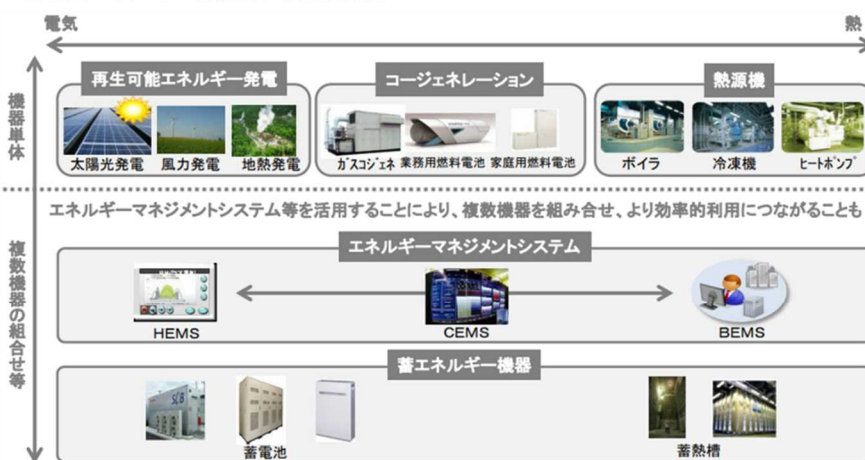 電気 熱
機器単体
再生可能エネルギー発電 コージェネレーション 熱源機
太陽光発電 風力発電 地熱発電 ガスコジェネ 業務用燃料電池 家庭用燃料電池 ボイラ 冷凍機 ヒートポンプ
エネルギーマネジメントシステム等を活用することにより、複数機器を組み合せ、より効率的利用につながることも
複数機器の組合せ等
エネルギーマネジメントシステム
HEMS CEMS BEMS
蓄エネルギー機器
蓄電池 蓄熱槽